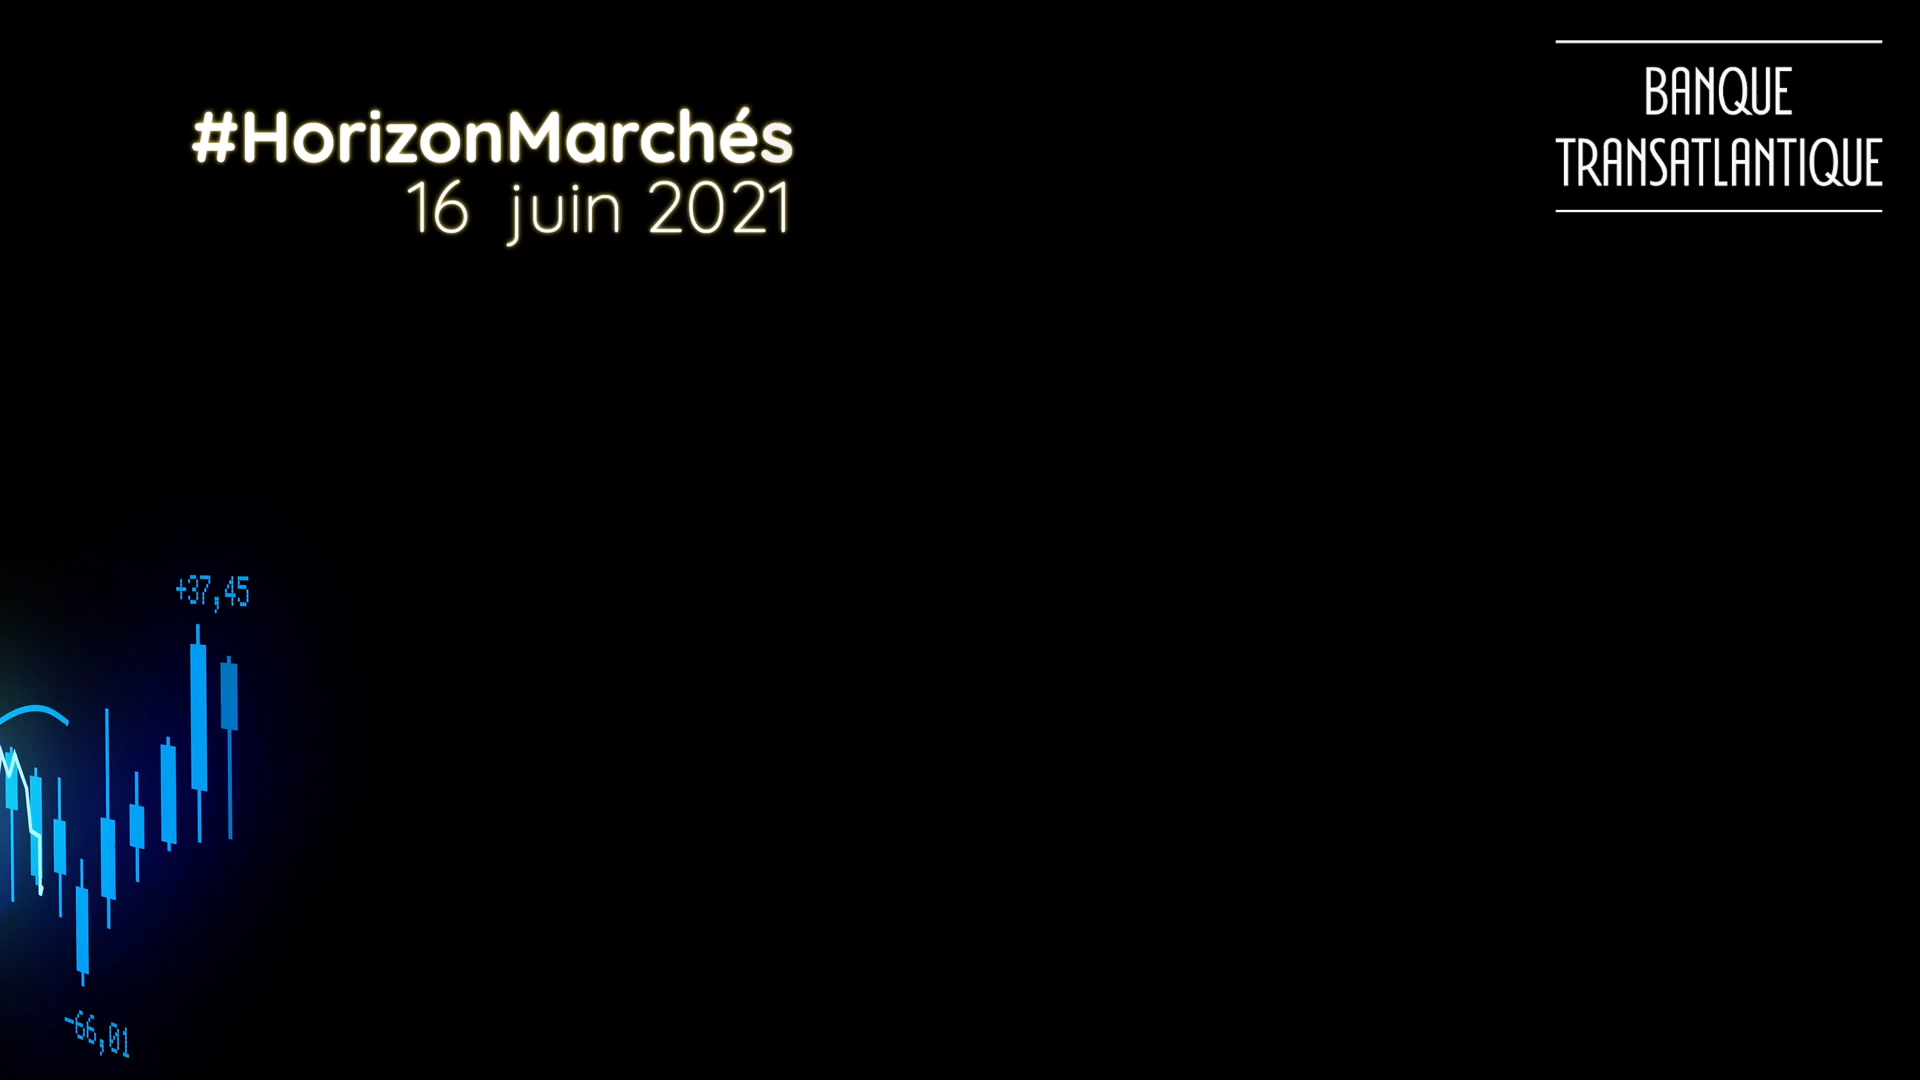 #HorizonMarchés
16 juin 2021
BANQUE
TRANSATLANTIQUE
+37,45
-66,01